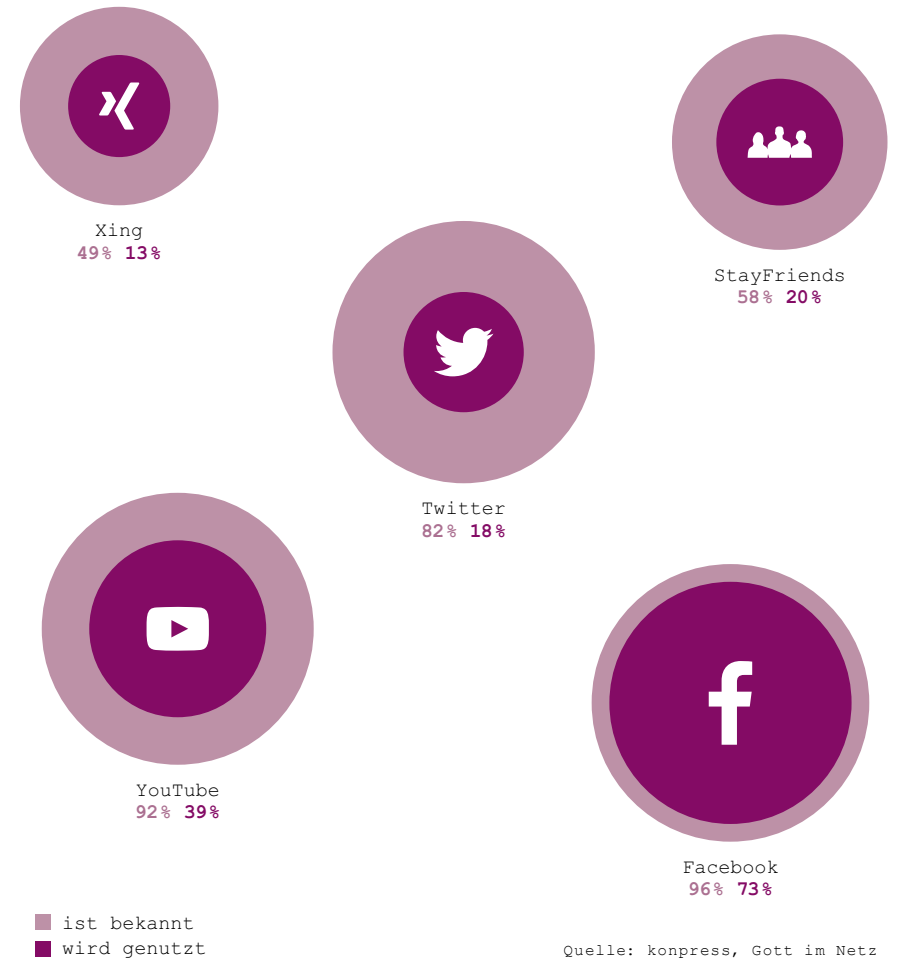 Xing
49% 13%
StayFriends
58% 20%
Twitter
82% 18%
YouTube
92% 39%
Facebook
96% 73%
ist bekannt
wird genutzt
Quelle: konpress, Gott im Netz